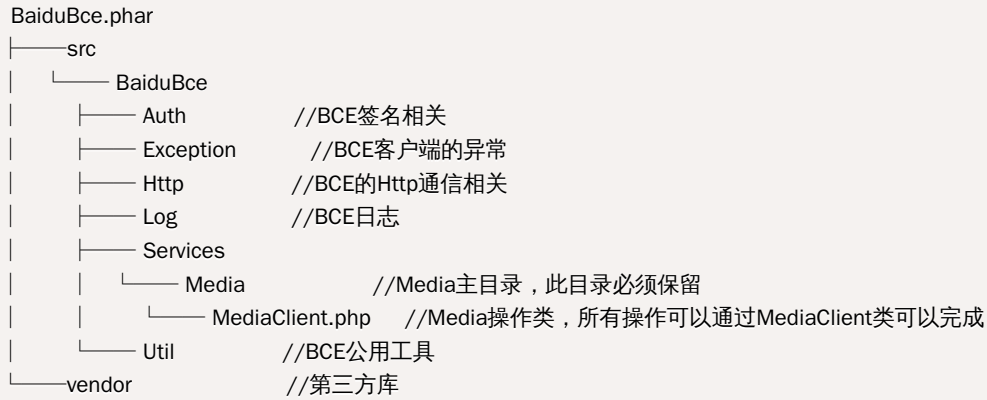 BaiduBce.phar
├──src
│ └── BaiduBce
│ ├── Auth //BCE签名相关
│ ├── Exception //BCE客户端的异常
│ ├── Http //BCE的Http通信相关
│ ├── Log //BCE日志
│ ├── Services
│ │ └── Media //Media主目录，此目录必须保留
│ │ └── MediaClient.php //Media操作类，所有操作可以通过MediaClient类可以完成
│ └── Util //BCE公用工具
└──vendor //第三方库